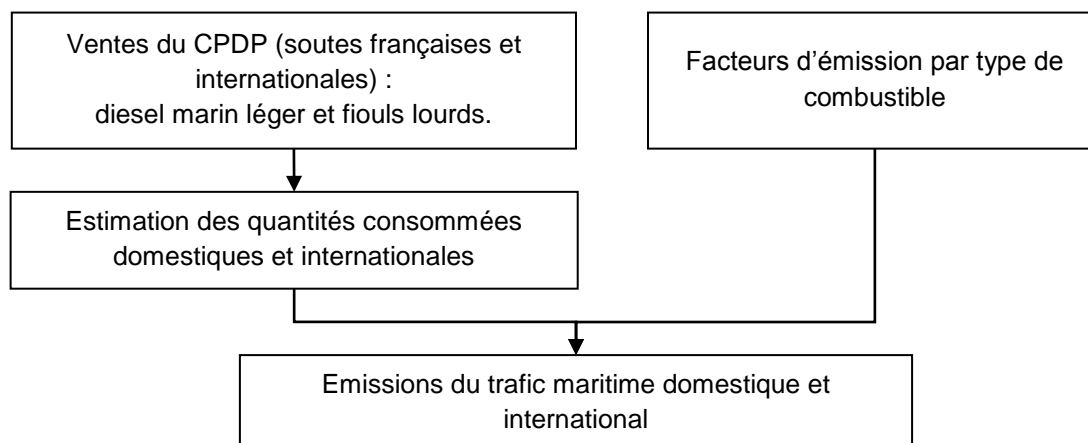 Ventes du CPDP (soutes françaises et
internationales) :
diesel marin léger et fiouls lourds.
Facteurs d’émission par type de
combustible
Estimation des quantités consommées
domestiques et internationales
Emissions du trafic maritime domestique et
international